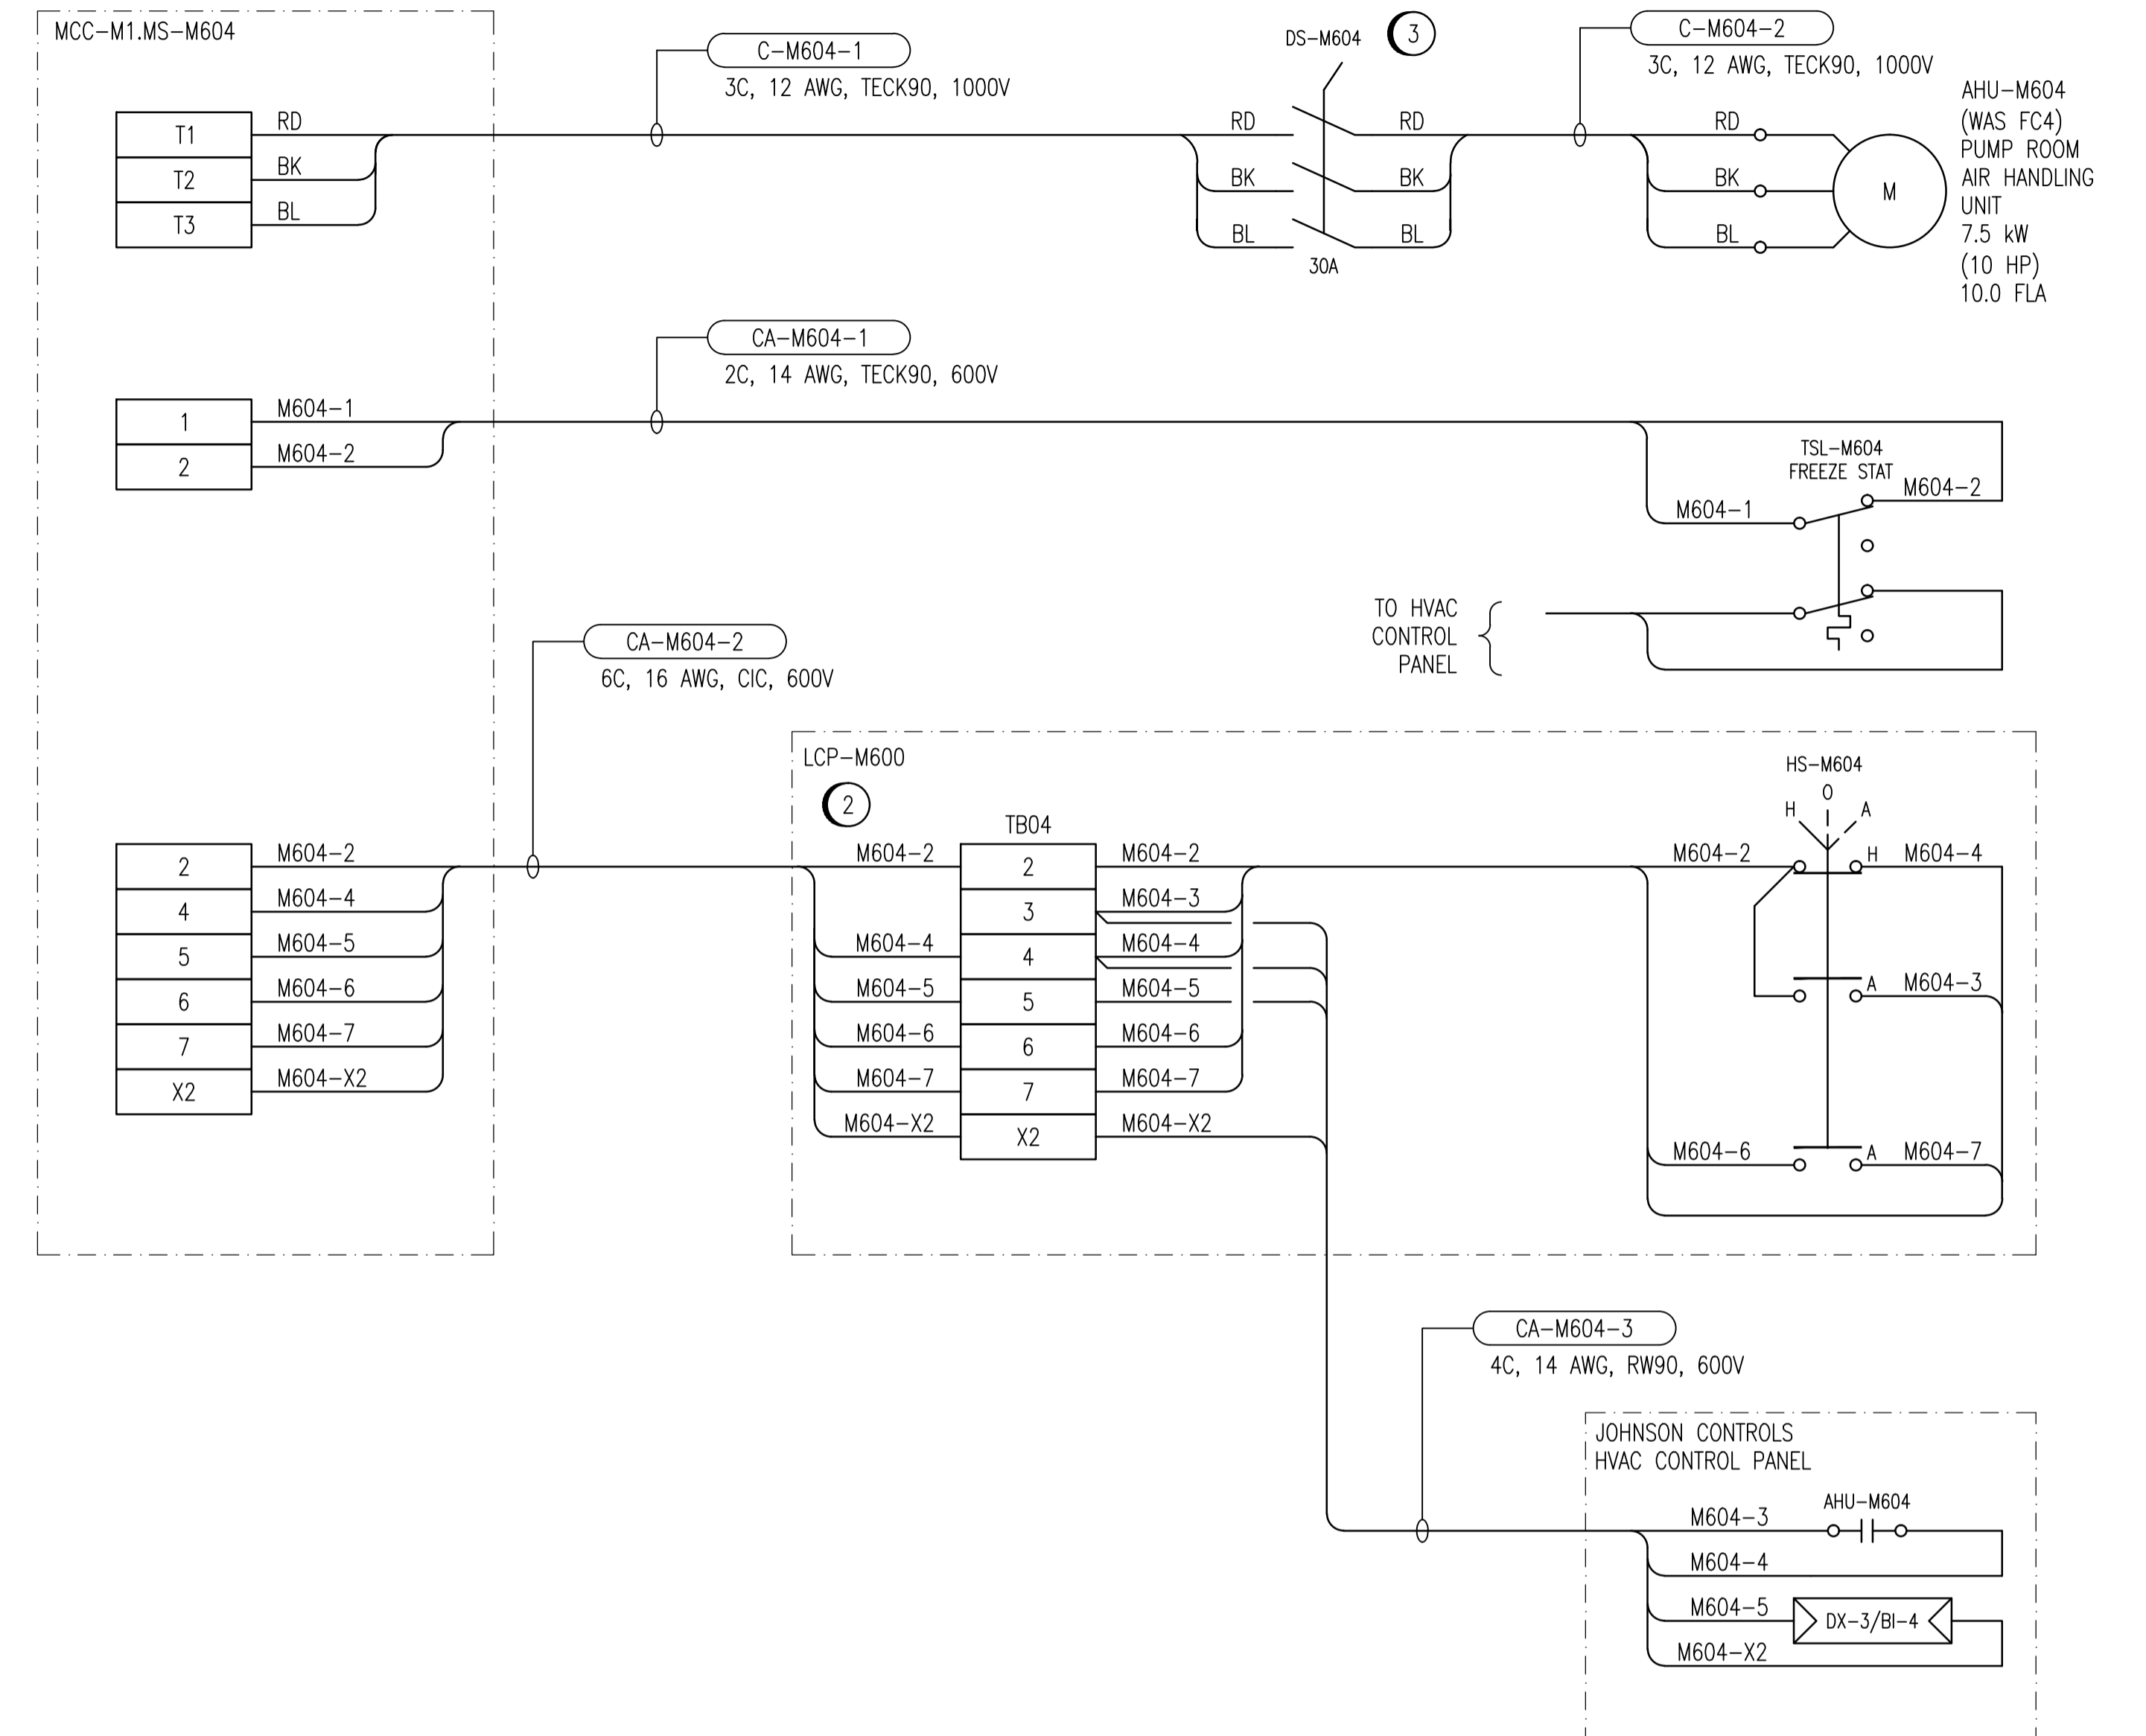 MCC-M1.MS-M604
C-M604-1
3C, 12 AWG, TECK90, 1000V
DS-M604
3
C-M604-2
3C, 12 AWG, TECK90, 1000V
AHU-M604
(WAS FC4)
PUMP ROOM
AIR HANDLING
UNIT
7.5 kW
(10 HP)
10.0 FLA
T1
RD
RD
RD
RD
T2
BK
BK
BK
BK
M
T3
BL
BL
BL
BL
30A
CA-M604-1
2C, 14 AWG, TECK90, 600V
1
M604-1
2
M604-2
TSL-M604
FREEZE STAT
M604-2
M604-1
TO HVAC
CONTROL
PANEL
CA-M604-2
6C, 16 AWG, CIC, 600V
LCP-M600
2
TB04
HS-M604
O
H
A
2
M604-2
4
M604-4
5
M604-5
6
M604-6
7
M604-7
X2
M604-X2
M604-2
2
M604-2
3
M604-3
M604-4
4
M604-4
M604-5
5
M604-5
M604-6
6
M604-6
M604-7
7
M604-7
M604-X2
X2
M604-X2
M604-2
H
M604-4
A
M604-3
M604-6
A
M604-7
CA-M604-3
4C, 14 AWG, RW90, 600V
JOHNSON CONTROLS
HVAC CONTROL PANEL
AHU-M604
M604-3
M604-4
M604-5
DX-3/BI-4
M604-X2